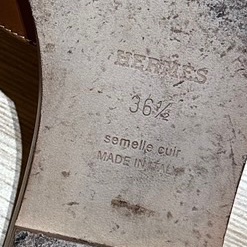 HERMES
36½
semelle cuir
MADE IN ITALY